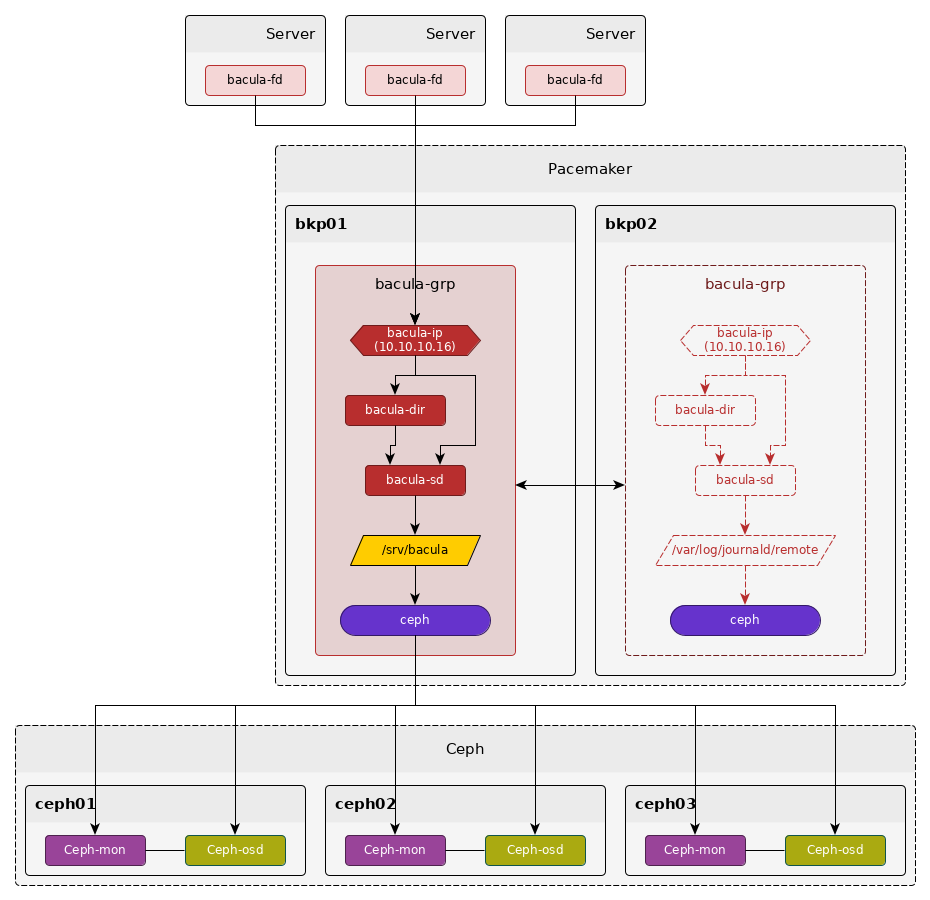 Server
Server
Server
bacula-fd
bacula-fd
bacula-fd
Pacemaker
bkp01
bkp02
bacula-grp
bacula-ip
(10.10.10.16)
bacula-dir
bacula-sd
/srv/bacula
ceph
bacula-grp
bacula-ip
(10.10.10.16)
bacula-dir
bacula-sd
/var/log/journald/remote
ceph
Ceph
ceph01
ceph02
ceph03
Ceph-mon
Ceph-osd
Ceph-mon
Ceph-osd
Ceph-mon
Ceph-osd